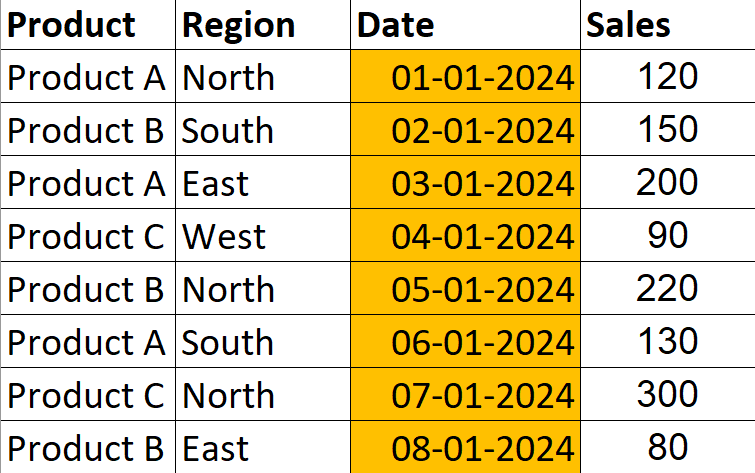 Product Region Date Sales
Product A North 01-01-2024 120
Product B South 02-01-2024 150
Product A East 03-01-2024 200
Product C West 04-01-2024 90
Product B North 05-01-2024 220
Product A South 06-01-2024 130
Product C North 07-01-2024 300
Product B East 08-01-2024 80